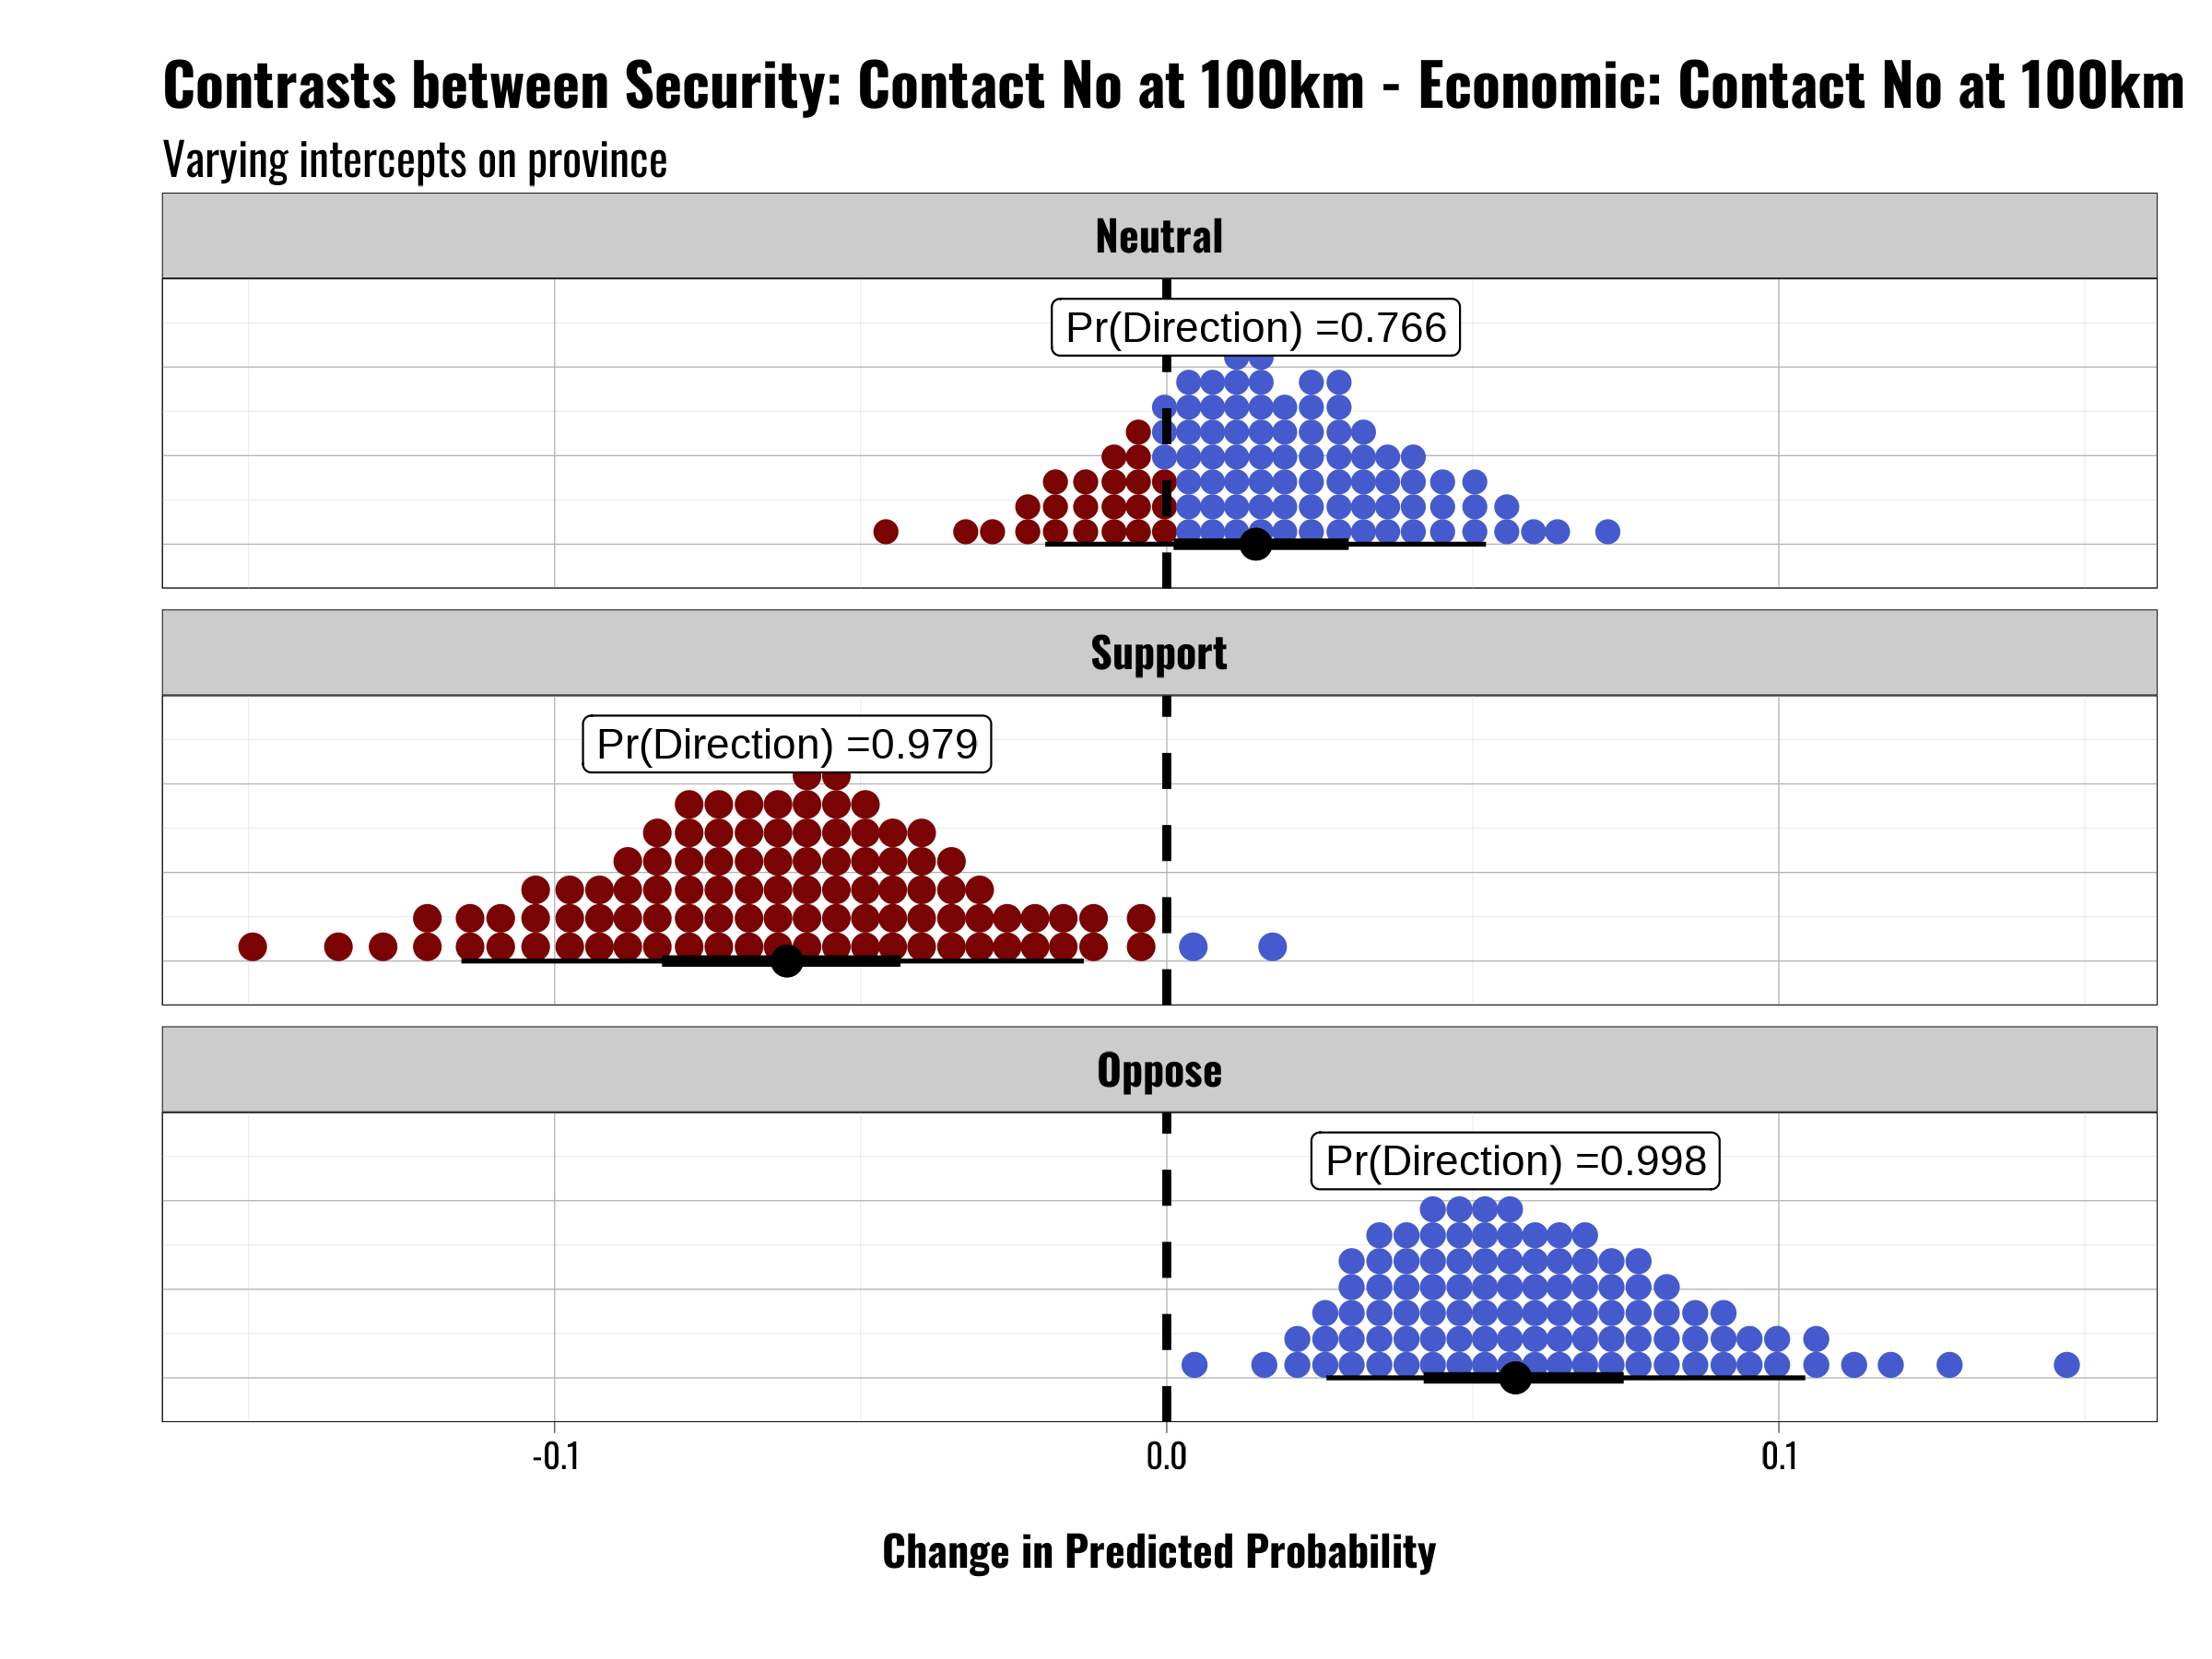 Contrasts between Security: Contact No at 100km - Economic: Contact No at 100km
Varying intercepts on province
Neutral
Pr(Direction) =0.766
Support
Pr(Direction) =0.979
Oppose
Pr(Direction) =0.998
-0.1 0.0 0.1
Change in Predicted Probability